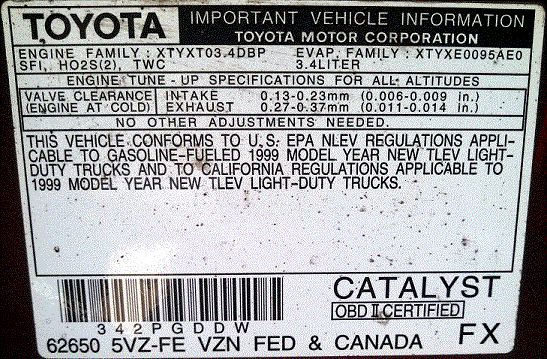 TOYOTA
IMPORTANT VEHICLE INFORMATION
TOYOTA MOTOR CORPORATION
ENGINE FAMILY : XTYXT03.4DBP EVAP. FAMILY : XTYXE0095AE0
SFI, HO2S(2), TWC 3.4LITER
ENGINE TUNE - UP SPECIFICATIONS FOR ALL ALTITUDES
VALVE CLEARANCE INTAKE 0.13-0.23mm (0.006-0.009 in.)
(ENGINE AT COLD) EXHAUST 0.27-0.37mm (0.011-0.014 in.)
NO OTHER ADJUSTMENTS NEEDED.
THIS VEHICLE CONFORMS TO U.S. EPA NLEV REGULATIONS APPLI-
CABLE TO GASOLINE-FUELED 1999 MODEL YEAR NEW TLEV LIGHT-
DUTY TRUCKS AND TO CALIFORNIA REGULATIONS APPLICABLE TO
1999 MODEL YEAR NEW TLEV LIGHT-DUTY TRUCKS.
CATALYST
OBD II CERTIFIED
342PGDDW
62650 5VZ-FE VZN FED & CANADA FX